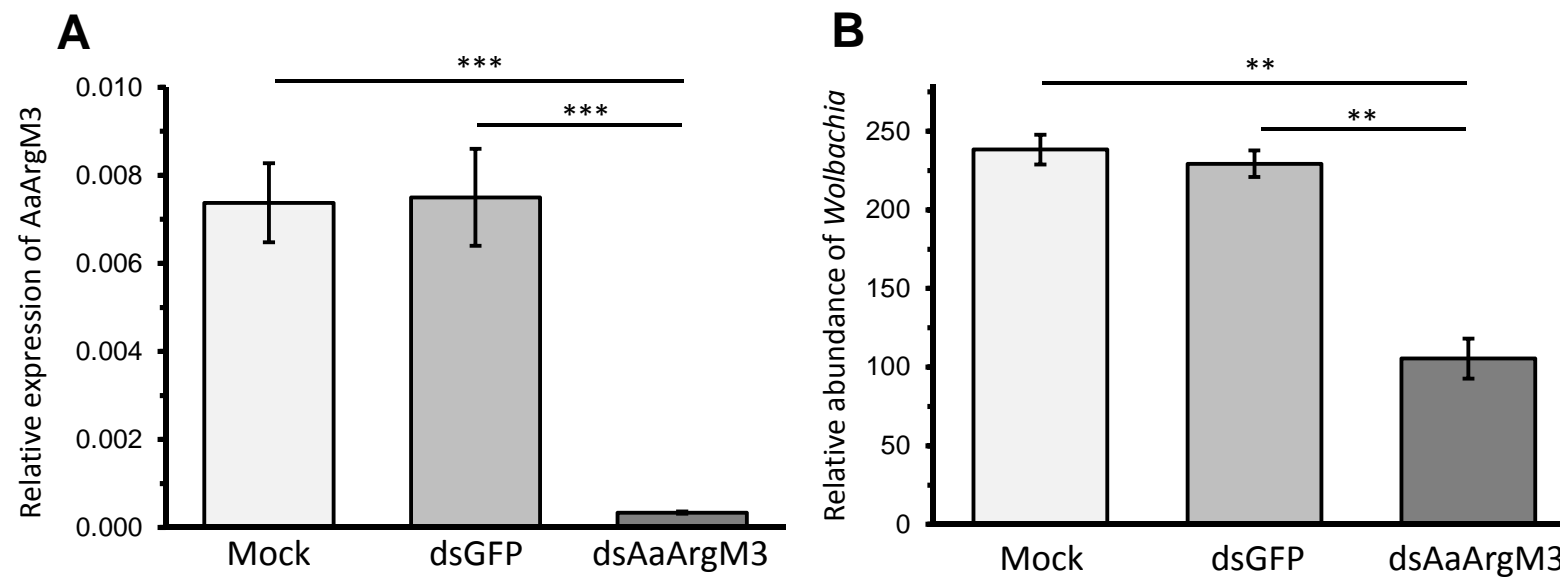 A
***
***
Relative expression of AaArgM3
0.010
0.008
0.006
0.004
0.002
0.000
Mock dsGFP dsAaArgM3
B
**
**
Relative abundance of Wolbachia
250
200
150
100
50
0
Mock dsGFP dsAaArgM3